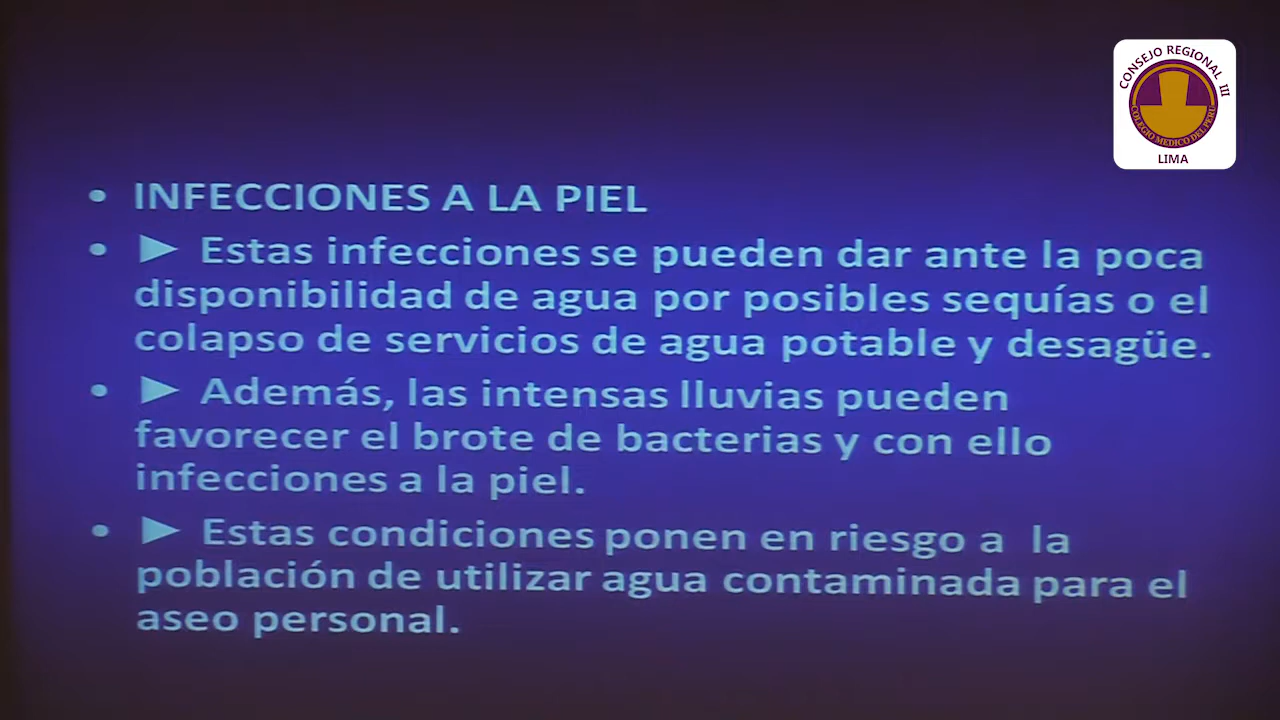 CONSEJO REGIONAL III
COLEGIO MEDICO DEL PERU
LIMA
• INFECCIONES A LA PIEL
• ► Estas infecciones se pueden dar ante la poca
disponibilidad de agua por posibles sequías o el
colapso de servicios de agua potable y desagüe.
• ► Además, las intensas lluvias pueden
favorecer el brote de bacterias y con ello
infecciones a la piel.
• ► Estas condiciones ponen en riesgo a la
población de utilizar agua contaminada para el
aseo personal.